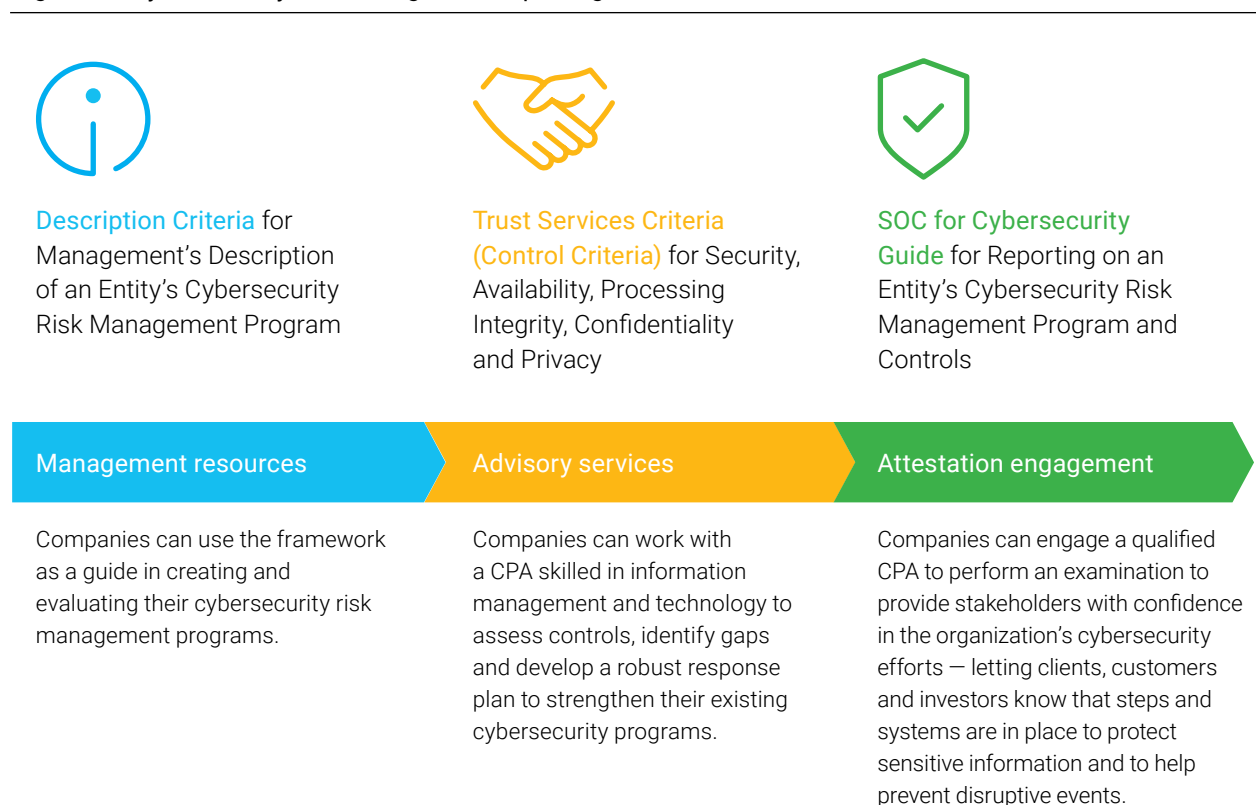 Description Criteria for
Management’s Description
of an Entity’s Cybersecurity
Risk Management Program
Trust Services Criteria
(Control Criteria) for Security,
Availability, Processing
Integrity, Confidentiality
and Privacy
SOC for Cybersecurity
Guide for Reporting on an
Entity’s Cybersecurity Risk
Management Program and
Controls
Management resources
Advisory services
Attestation engagement
Companies can use the framework
as a guide in creating and
evaluating their cybersecurity risk
management programs.
Companies can work with
a CPA skilled in information
management and technology to
assess controls, identify gaps
and develop a robust response
plan to strengthen their existing
cybersecurity programs.
Companies can engage a qualified
CPA to perform an examination to
provide stakeholders with confidence
in the organization’s cybersecurity
efforts — letting clients, customers
and investors know that steps and
systems are in place to protect
sensitive information and to help
prevent disruptive events.